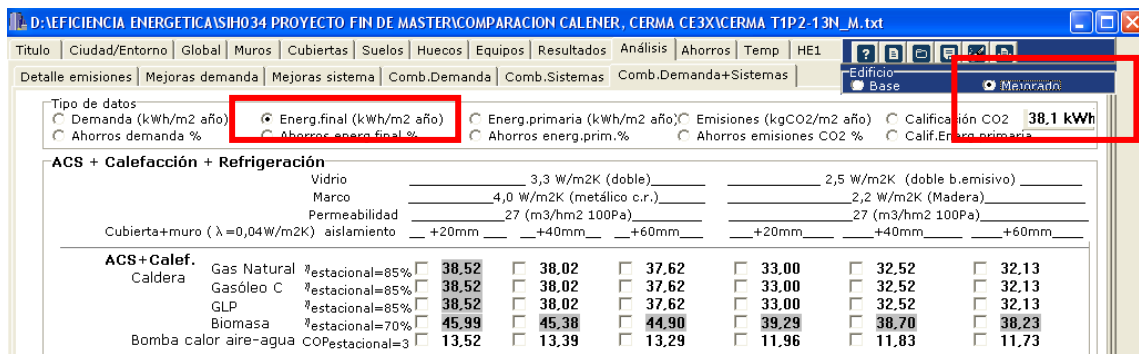 D:\EFICIENCIA ENERGETICA\SIH034 PROYECTO FIN DE MASTER\COMPARACION CALENER, CERMA CE3X\CERMA T1P2-13N_M.txt
Titulo Ciudad/Entorno Global Muros Cubiertas Suelos Huecos Equipos Resultados Análisis Ahorros Temp HE1
Detalle emisiones Mejoras demanda Mejoras sistema Comb.Demanda Comb.Sistemas Comb.Demanda+Sistemas
Edificio
Base Mejorado
Tipo de datos
Demanda (kWh/m2 año) Energ.final (kWh/m2 año) Energ.primaria (kWh/m2 año) Emisiones (kgCO2/m2 año) Calificación CO2 38,1 kWh
Ahorros demanda % Ahorros energ.final % Ahorros energ.prim.% Ahorros emisiones CO2 % Calif.Energ.primaria
ACS + Calefacción + Refrigeración
Vidrio 3,3 W/m2K (doble) 2,5 W/m2K (doble b.emisivo)
Marco 4,0 W/m2K (metálico c.r.) 2,2 W/m2K (Madera)
Permeabilidad 27 (m3/hm2 100Pa) 27 (m3/hm2 100Pa)
Cubierta+muro (λ=0,04W/m2K) aislamiento +20mm +40mm +60mm +20mm +40mm +60mm
ACS+Calef.
Caldera Gas Natural ηestacional=85% 38,52 38,02 37,62 33,00 32,52 32,13
Gasóleo C ηestacional=85% 38,52 38,02 37,62 33,00 32,52 32,13
GLP ηestacional=85% 38,52 38,02 37,62 33,00 32,52 32,13
Biomasa ηestacional=70% 45,99 45,38 44,90 39,29 38,70 38,23
Bomba calor aire-agua COPestacional=3 13,52 13,39 13,29 11,96 11,83 11,73